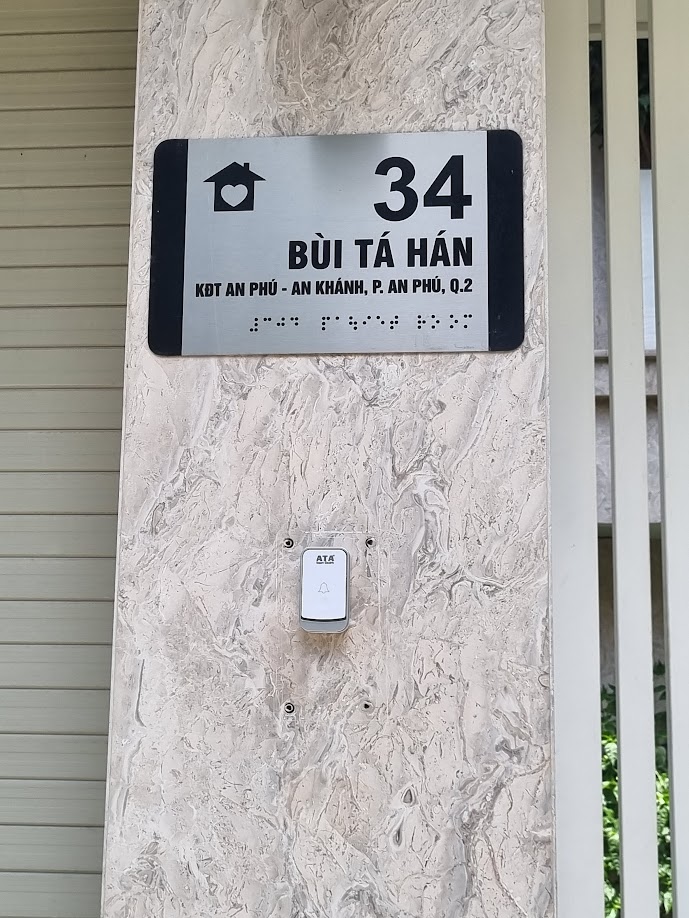 34
BÙI TÁ HÁN
KĐT AN PHÚ - AN KHÁNH, P. AN PHÚ, Q.2
ATA